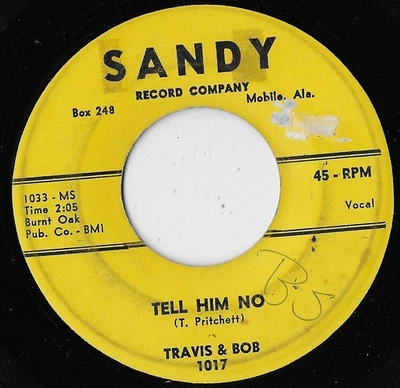 SANDY
RECORD COMPANY
Box 248
Mobile, Ala.
1033 - MS
Time 2:05
Burnt Oak
Pub. Co. - BMI
45 - RPM
Vocal
TELL HIM NO
(T. Pritchett)
TRAVIS & BOB
1017